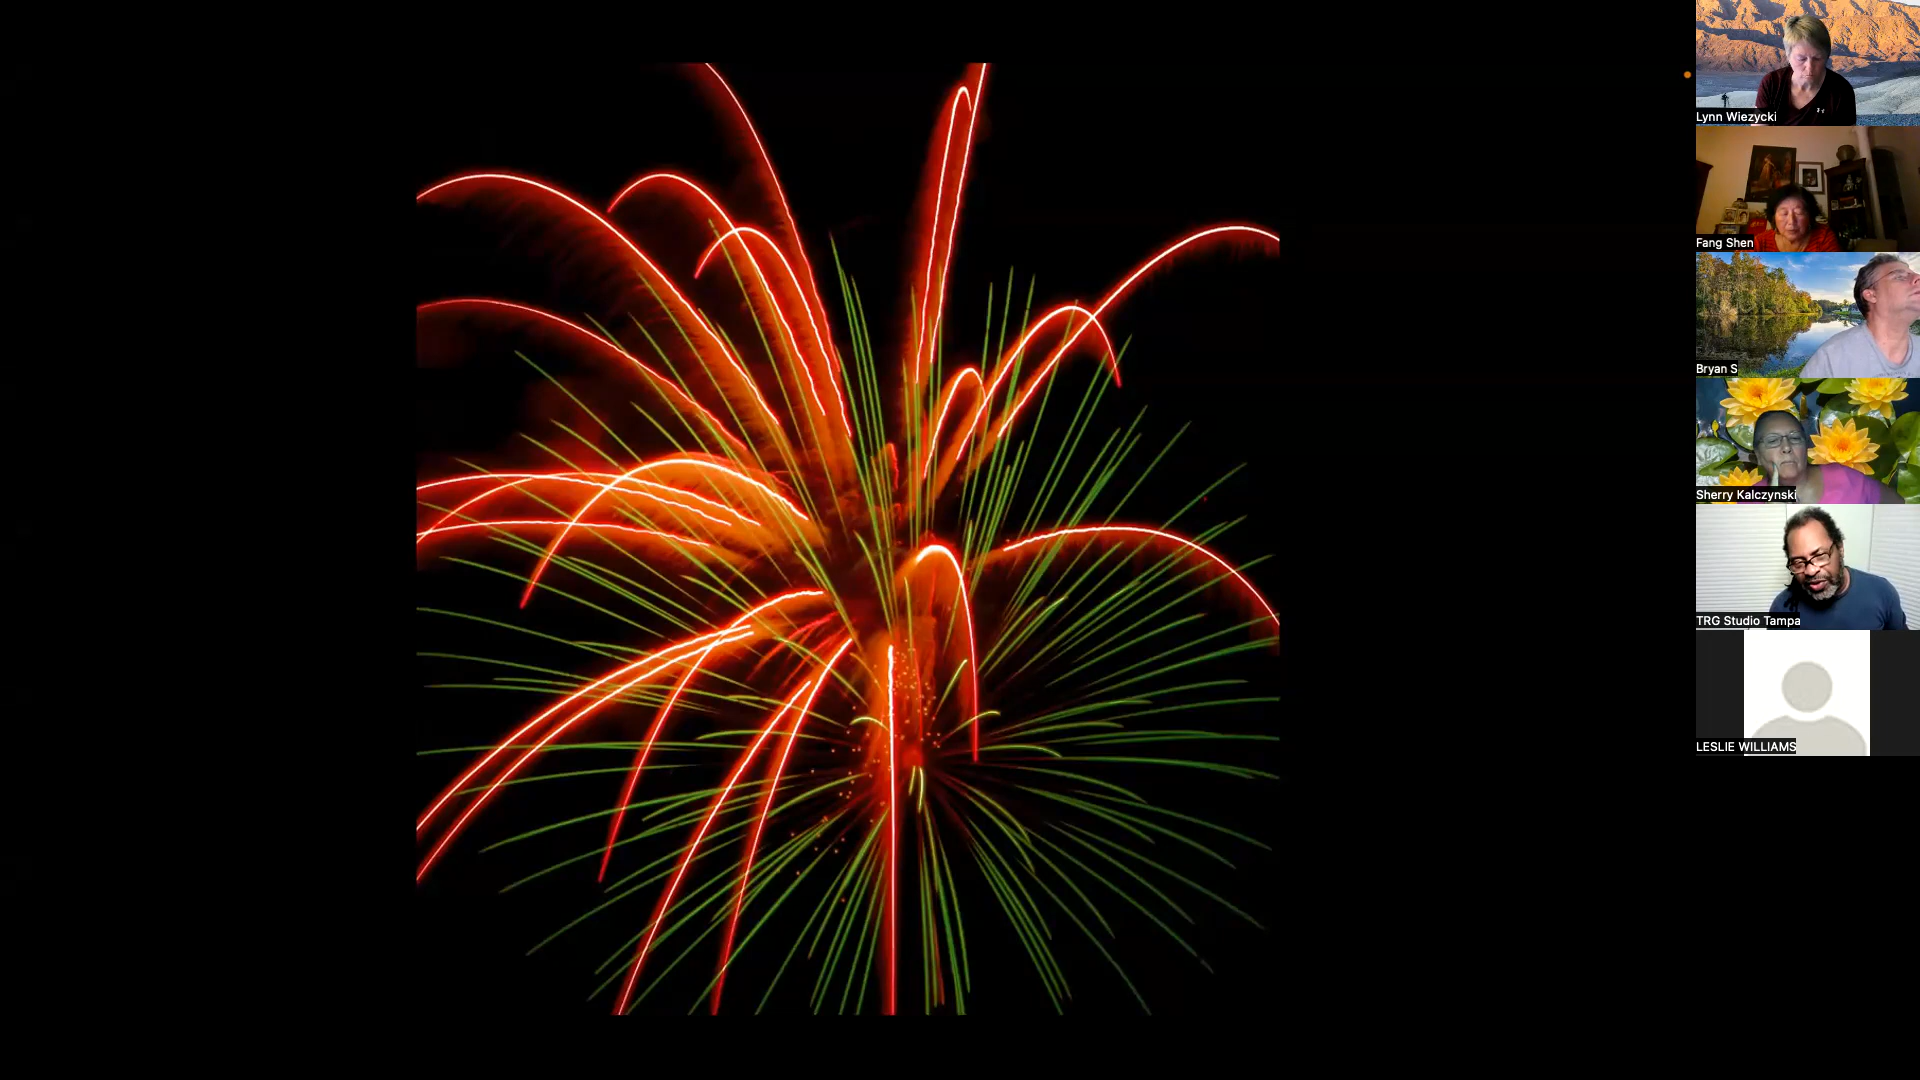 Lynn Wiezycki
Fang Shen
Bryan S
Sherry Kalczynski
TRG Studio Tampa
LESLIE WILLIAMS